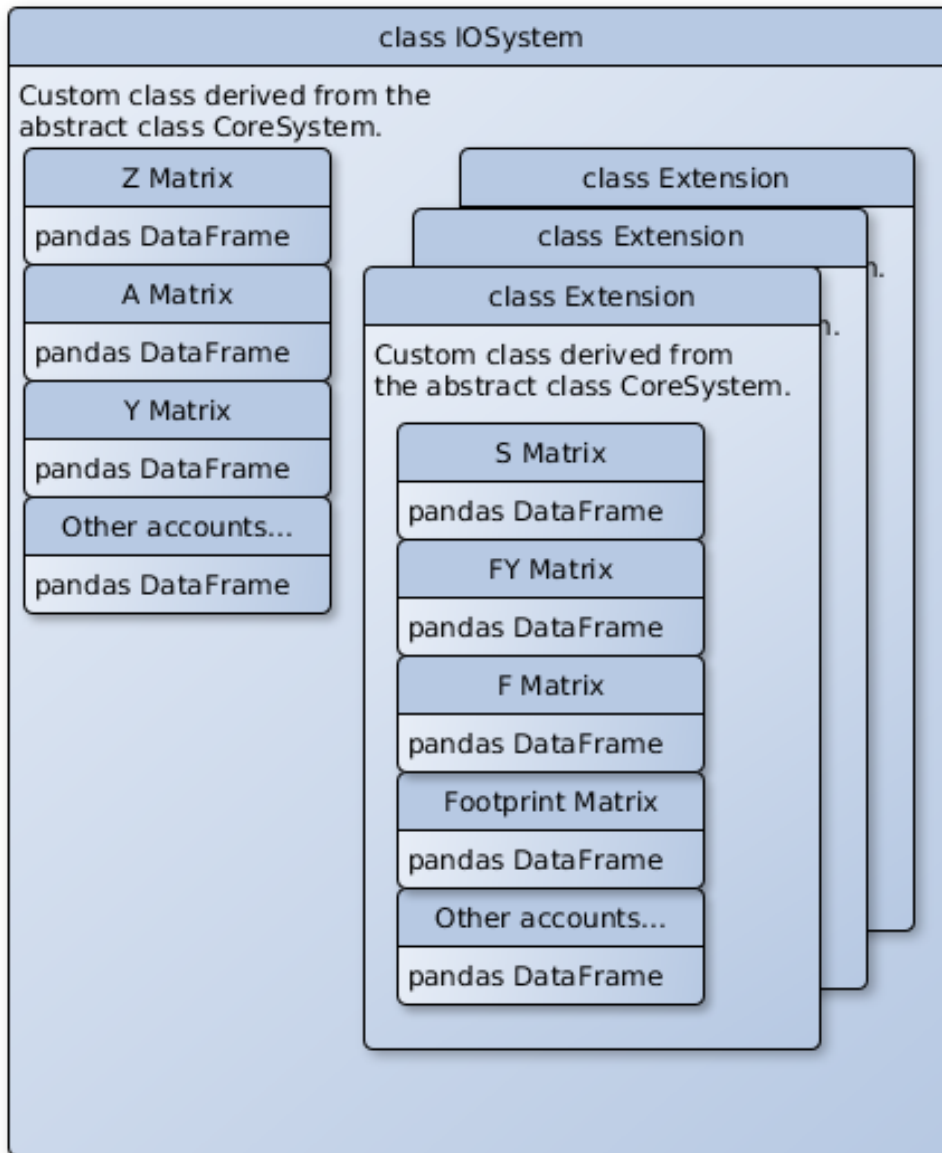 class IOSystem
Custom class derived from the
abstract class CoreSystem.
Z Matrix
pandas DataFrame
A Matrix
pandas DataFrame
Y Matrix
pandas DataFrame
Other accounts...
pandas DataFrame
class Extension
class Extension
class Extension
Custom class derived from
the abstract class CoreSystem.
S Matrix
pandas DataFrame
FY Matrix
pandas DataFrame
F Matrix
pandas DataFrame
Footprint Matrix
pandas DataFrame
Other accounts...
pandas DataFrame